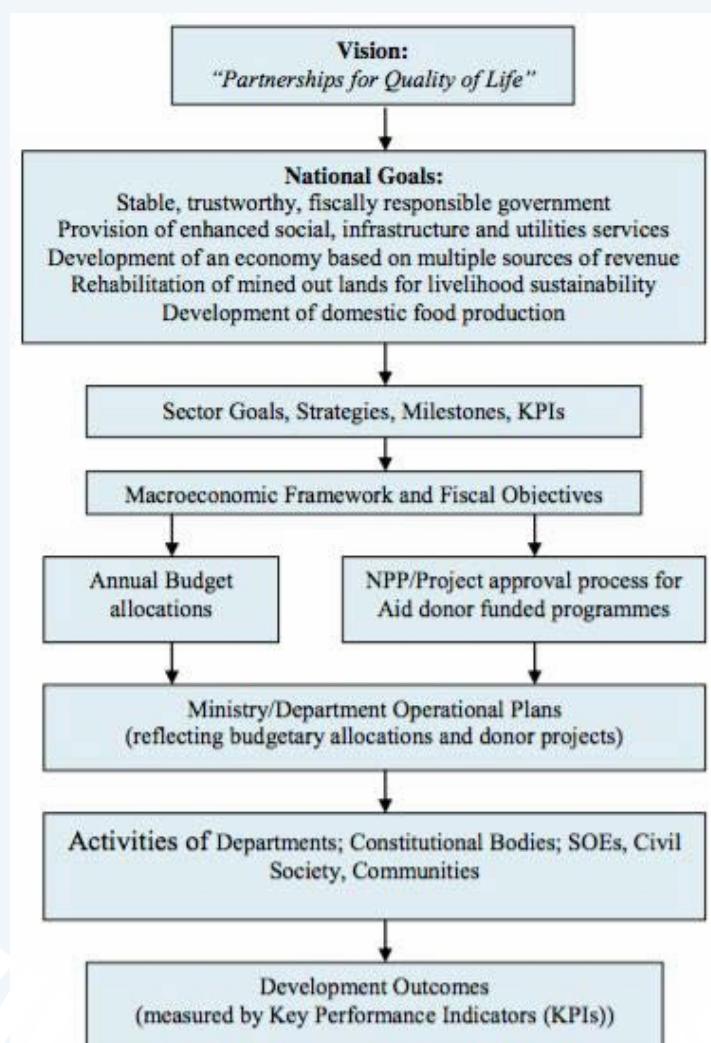 Vision:
“Partnerships for Quality of Life”
National Goals:
Stable, trustworthy, fiscally responsible government
Provision of enhanced social, infrastructure and utilities services
Development of an economy based on multiple sources of revenue
Rehabilitation of mined out lands for livelihood sustainability
Development of domestic food production
Sector Goals, Strategies, Milestones, KPIs
Macroeconomic Framework and Fiscal Objectives
Annual Budget
allocations
NPP/Project approval process for
Aid donor funded programmes
Ministry/Department Operational Plans
(reflecting budgetary allocations and donor projects)
Activities of Departments; Constitutional Bodies; SOEs, Civil
Society, Communities
Development Outcomes
(measured by Key Performance Indicators (KPIs))